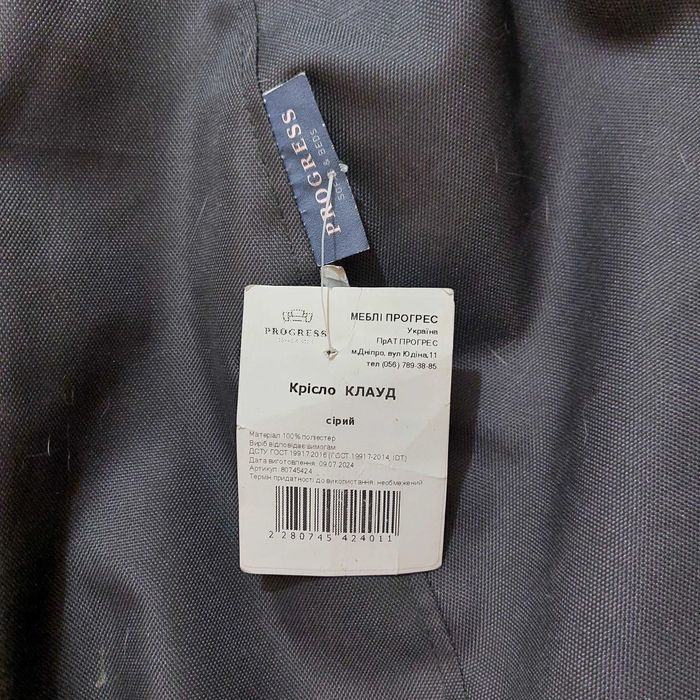 PROGRESS
SOFAS & BEDS
PROGRESS
МЕБЛІ ПРОГРЕС
Україна
ПрАТ ПРОГРЕС
м.Дніпро, вул Юдіна,11
тел (056) 789-38-85
Крісло КЛАУД
сірий
Матеріал 100% поліестер
Виріб відповідає вимогам
ДСТУ ГОСТ 19917:2016 (ГОСТ 19917-2014, IDT)
Дата виготовлення: 09.07.2024
Артикул: 80745424
Термін придатності до використання: необмежений
2 280745 424011